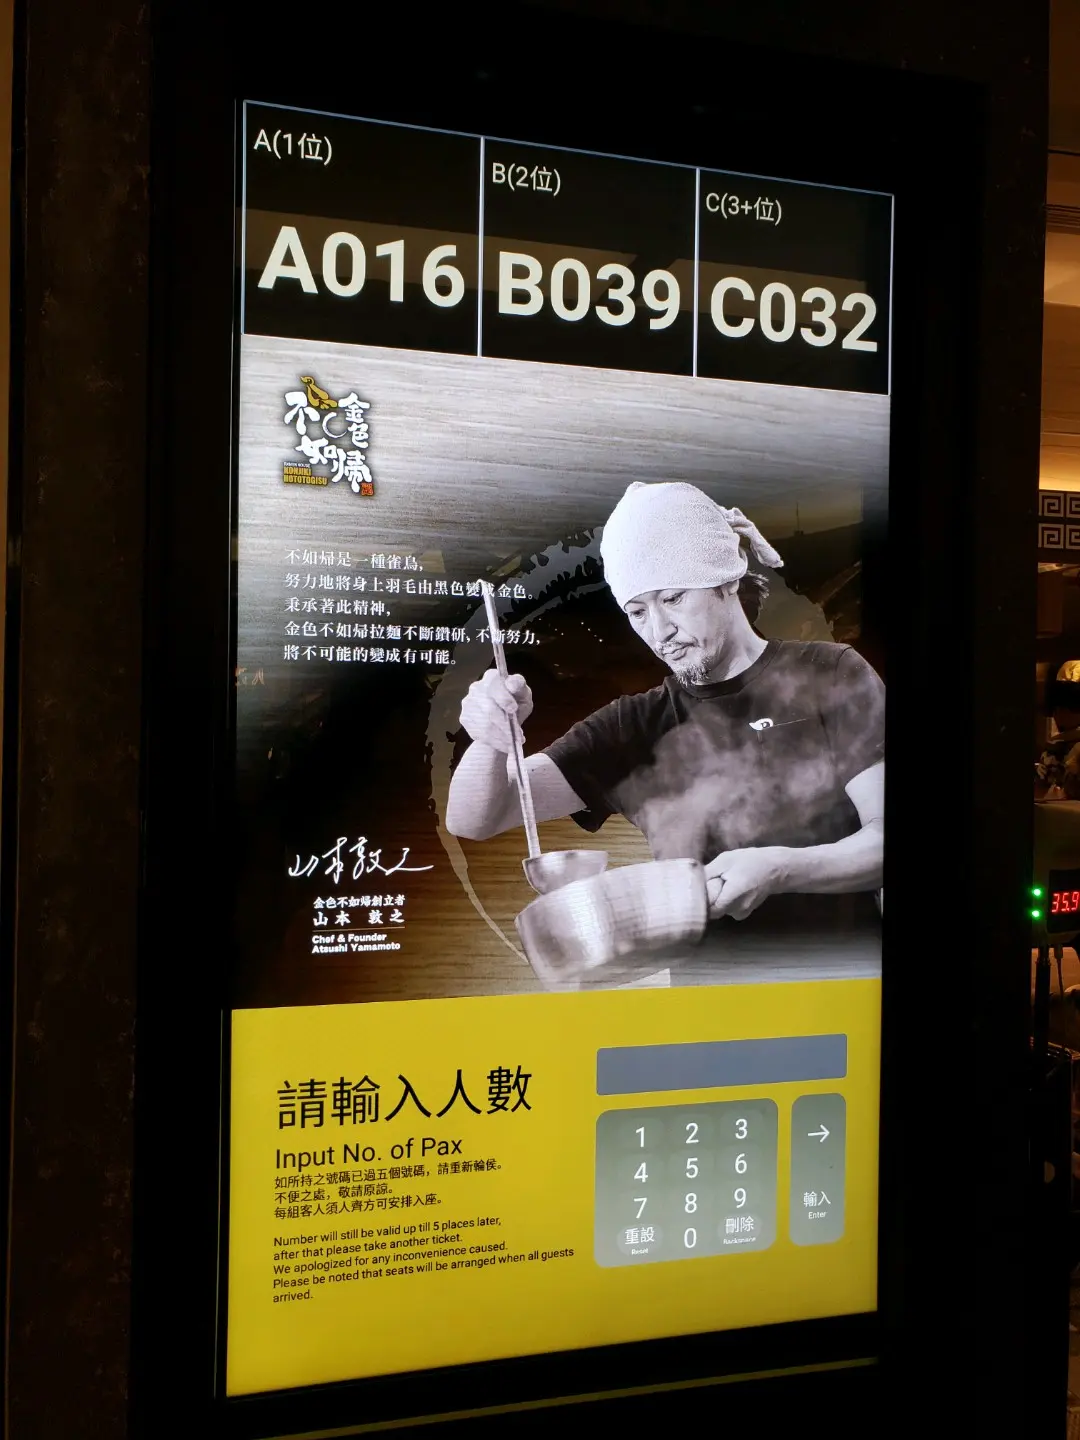 A(1位)
B(2位)
C(3+位)
A016
B039
C032
金色
不如帰
KONJIKI
HOTOTOGISU
不如帰是一種雀鳥,
努力地將身上羽毛由黑色變成金色。
秉承著此精神,
金色不如帰拉麵不斷鑽研, 不斷努力,
將不可能的變成有可能。
山本敦之
金色不如帰創立者
山本 敦之
Chef & Founder
Atsushi Yamamoto
請輸入人數
Input No. of Pax
如所持之號碼已過五個號碼，請重新輪侯。
不便之處，敬請原諒。
每組客人須人齊方可安排入座。
Number will still be valid up till 5 places later,
after that please take another ticket.
We apologized for any inconvenience caused.
Please be noted that seats will be arranged when all guests
arrived.
1 2 3
4 5 6
7 8 9
重設 0 刪除
Reset Backspace
→
輸入
Enter
35.9